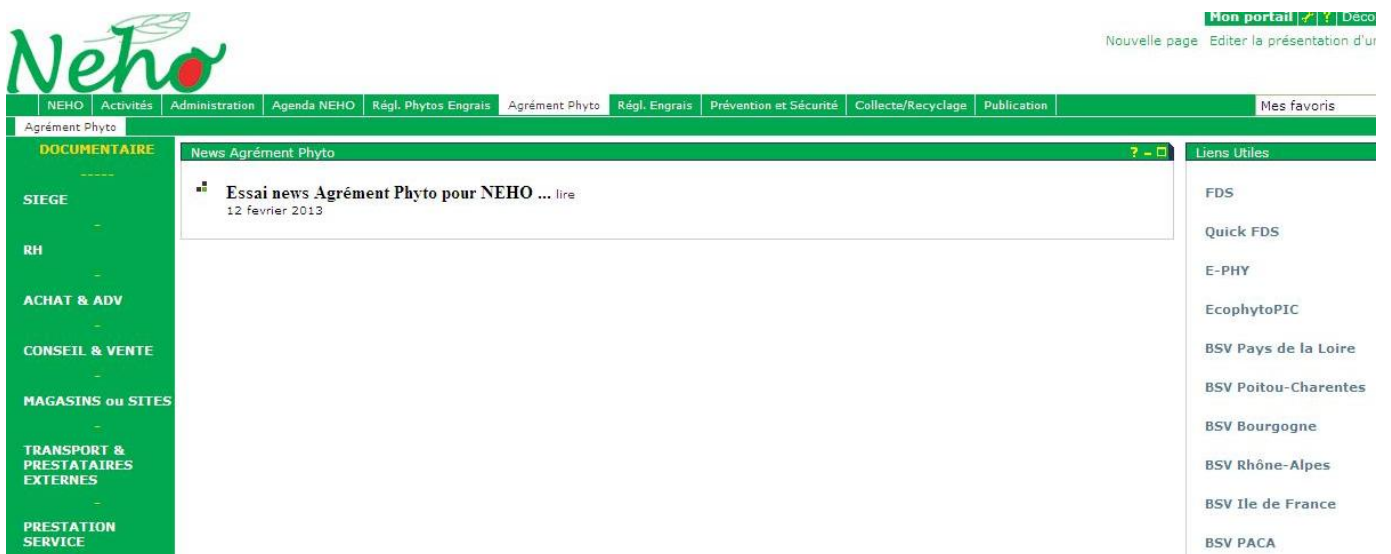 Neho
Mon portail ? Déco
Nouvelle page Editer la présentation d'un
NEHO Activités Administration Agenda NEHO Régl. Phytos Engrais Agrément Phyto Régl. Engrais Prévention et Sécurité Collecte/Recyclage Publication Mes favoris
Agrément Phyto
DOCUMENTAIRE
-----
SIEGE
-
RH
-
ACHAT & ADV
-
CONSEIL & VENTE
-
MAGASINS ou SITES
-
TRANSPORT &
PRESTATAIRES
EXTERNES
-
PRESTATION
SERVICE
News Agrément Phyto ? -
Essai news Agrément Phyto pour NEHO ... lire
12 fevrier 2013
Liens Utiles
FDS
Quick FDS
E-PHY
EcophytoPIC
BSV Pays de la Loire
BSV Poitou-Charentes
BSV Bourgogne
BSV Rhône-Alpes
BSV Ile de France
BSV PACA